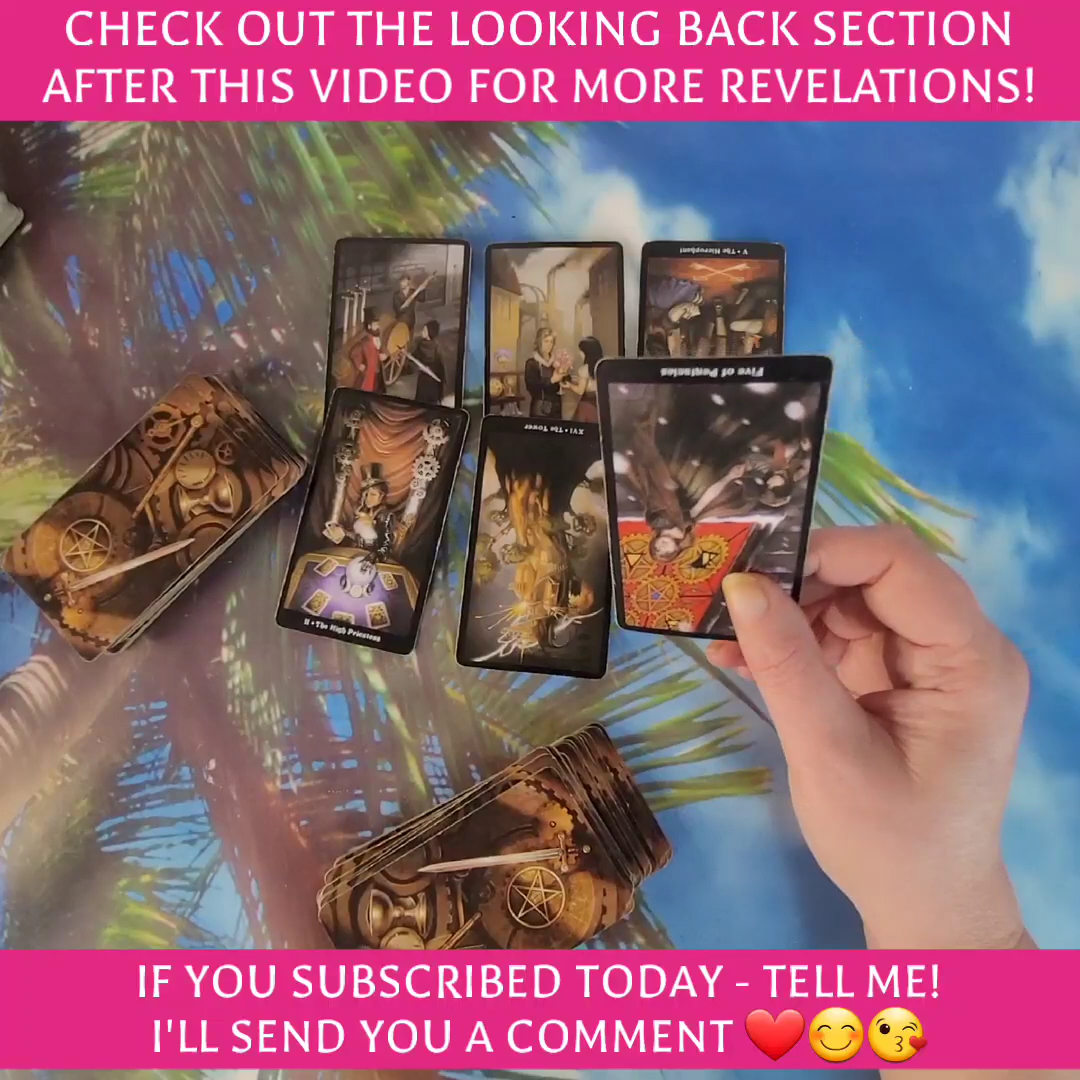 CHECK OUT THE LOOKING BACK SECTION
AFTER THIS VIDEO FOR MORE REVELATIONS!
V • The Hierophant
Five of Pentacles
XVI • The Tower
II • The High Priestess
IF YOU SUBSCRIBED TODAY - TELL ME!
I'LL SEND YOU A COMMENT ❤️😊😘